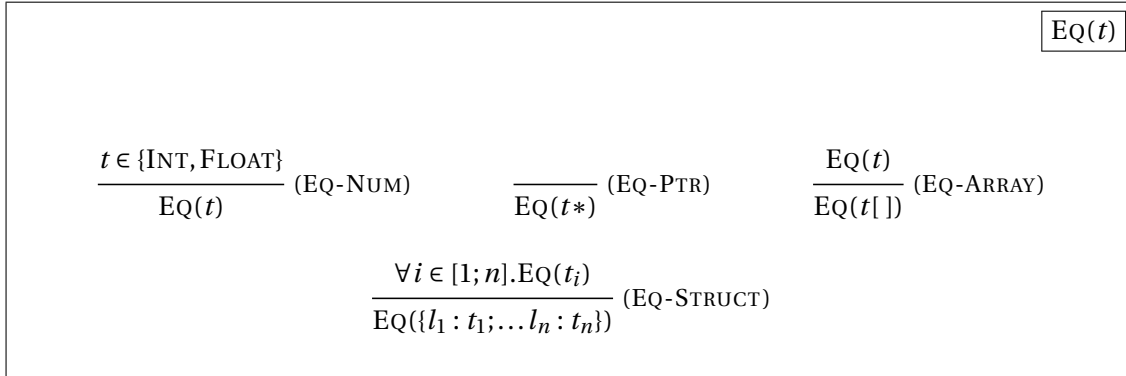 EQ(t)
t ∈ {INT, FLOAT}
EQ(t)
(EQ-NUM)
EQ(t∗)
(EQ-PTR)
EQ(t)
EQ(t[ ])
(EQ-ARRAY)
∀i ∈ [1; n].EQ(tᵢ)
EQ({l₁ : t₁; … lₙ : tₙ})
(EQ-STRUCT)